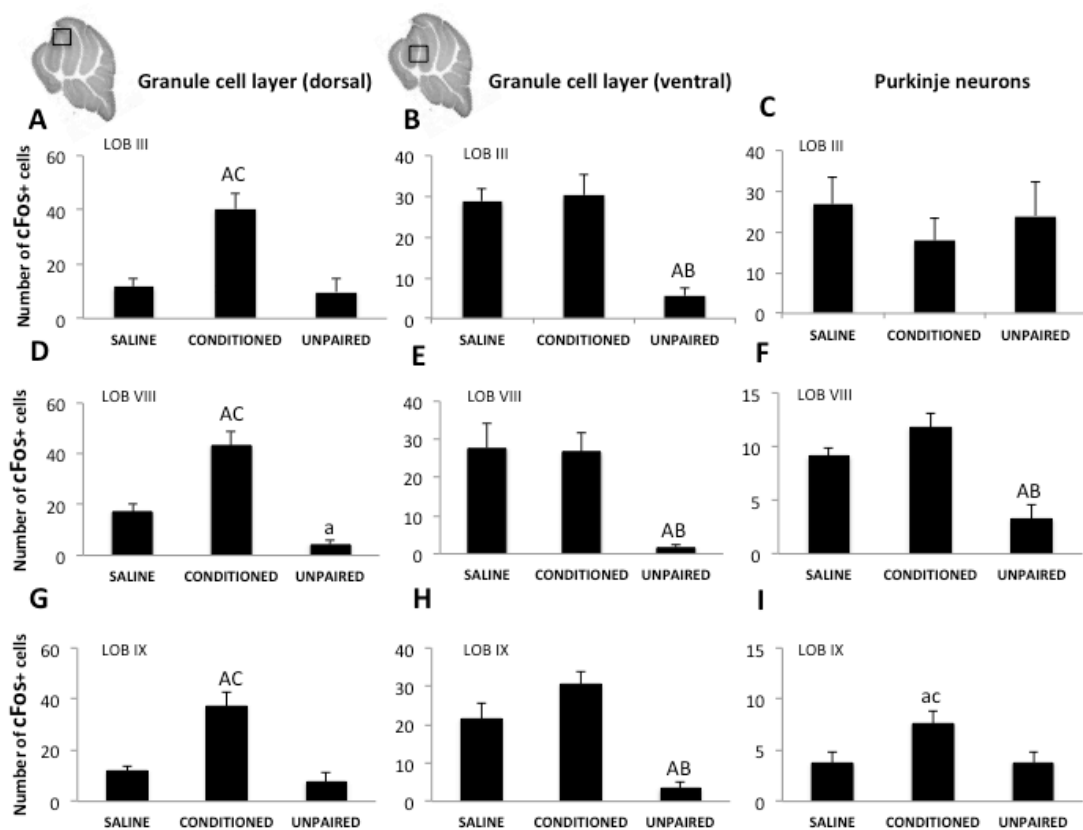 Granule cell layer (dorsal) Granule cell layer (ventral) Purkinje neurons
A B C
LOB III LOB III LOB III
Number of cFos+ cells
60 40 40
40 30 30
20 20 20
0 10 10
0 0
AC
AB
SALINE CONDITIONED UNPAIRED SALINE CONDITIONED UNPAIRED SALINE CONDITIONED UNPAIRED
D E F
LOB VIII LOB VIII LOB VIII
Number of cFos+ cells
60 40 15
40 30 10
20 20 5
0 10 0
0
AC
a
AB
AB
SALINE CONDITIONED UNPAIRED SALINE CONDITIONED UNPAIRED SALINE CONDITIONED UNPAIRED
G H I
LOB IX LOB IX LOB IX
Number of cFos+ cells
60 40 15
40 30 10
20 20 5
0 10 0
0
AC
AB
ac
SALINE CONDITIONED UNPAIRED SALINE CONDITIONED UNPAIRED SALINE CONDITIONED UNPAIRED